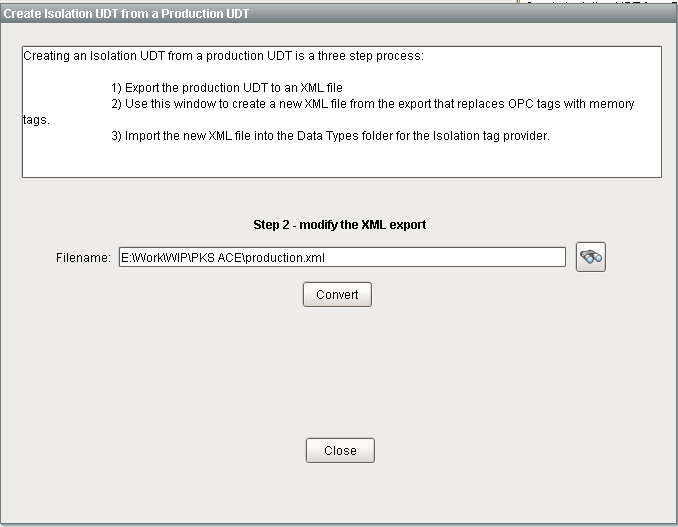 Create Isolation UDT from a Production UDT
Creating an Isolation UDT from a production UDT is a three step process:
1) Export the production UDT to an XML file
2) Use this window to create a new XML file from the export that replaces OPC tags with memory
tags.
3) Import the new XML file into the Data Types folder for the Isolation tag provider.
Step 2 - modify the XML export
Filename: E:\Work\WIP\PKS ACE\production.xml
Convert
Close